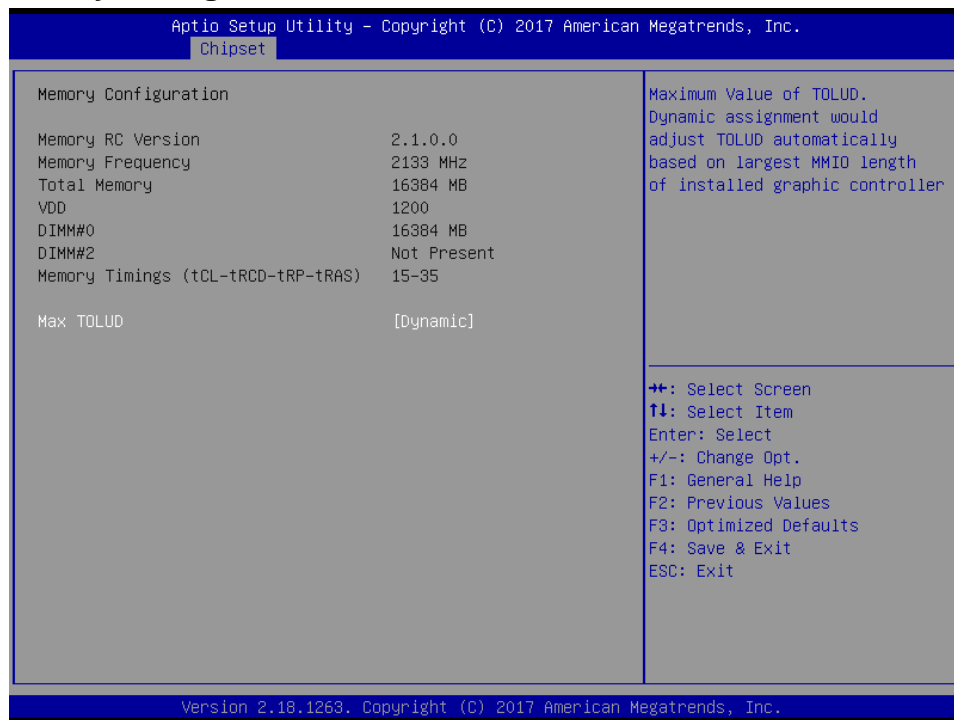 Aptio Setup Utility – Copyright (C) 2017 American Megatrends, Inc.
Chipset
Memory Configuration
Memory RC Version 2.1.0.0
Memory Frequency 2133 MHz
Total Memory 16384 MB
VDD 1200
DIMM#0 16384 MB
DIMM#2 Not Present
Memory Timings (tCL-tRCD-tRP-tRAS) 15-35
Max TOLUD [Dynamic]
Maximum Value of TOLUD.
Dynamic assignment would
adjust TOLUD automatically
based on largest MMIO length
of installed graphic controller
→←: Select Screen
↑↓: Select Item
Enter: Select
+/-: Change Opt.
F1: General Help
F2: Previous Values
F3: Optimized Defaults
F4: Save & Exit
ESC: Exit
Version 2.18.1263. Copyright (C) 2017 American Megatrends, Inc.